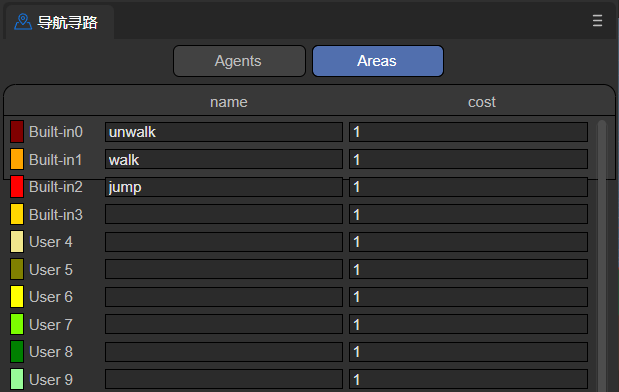 导航寻路
Agents Areas
name cost
Built-in0 unwalk 1
Built-in1 walk 1
Built-in2 jump 1
Built-in3 1
User 4 1
User 5 1
User 6 1
User 7 1
User 8 1
User 9 1